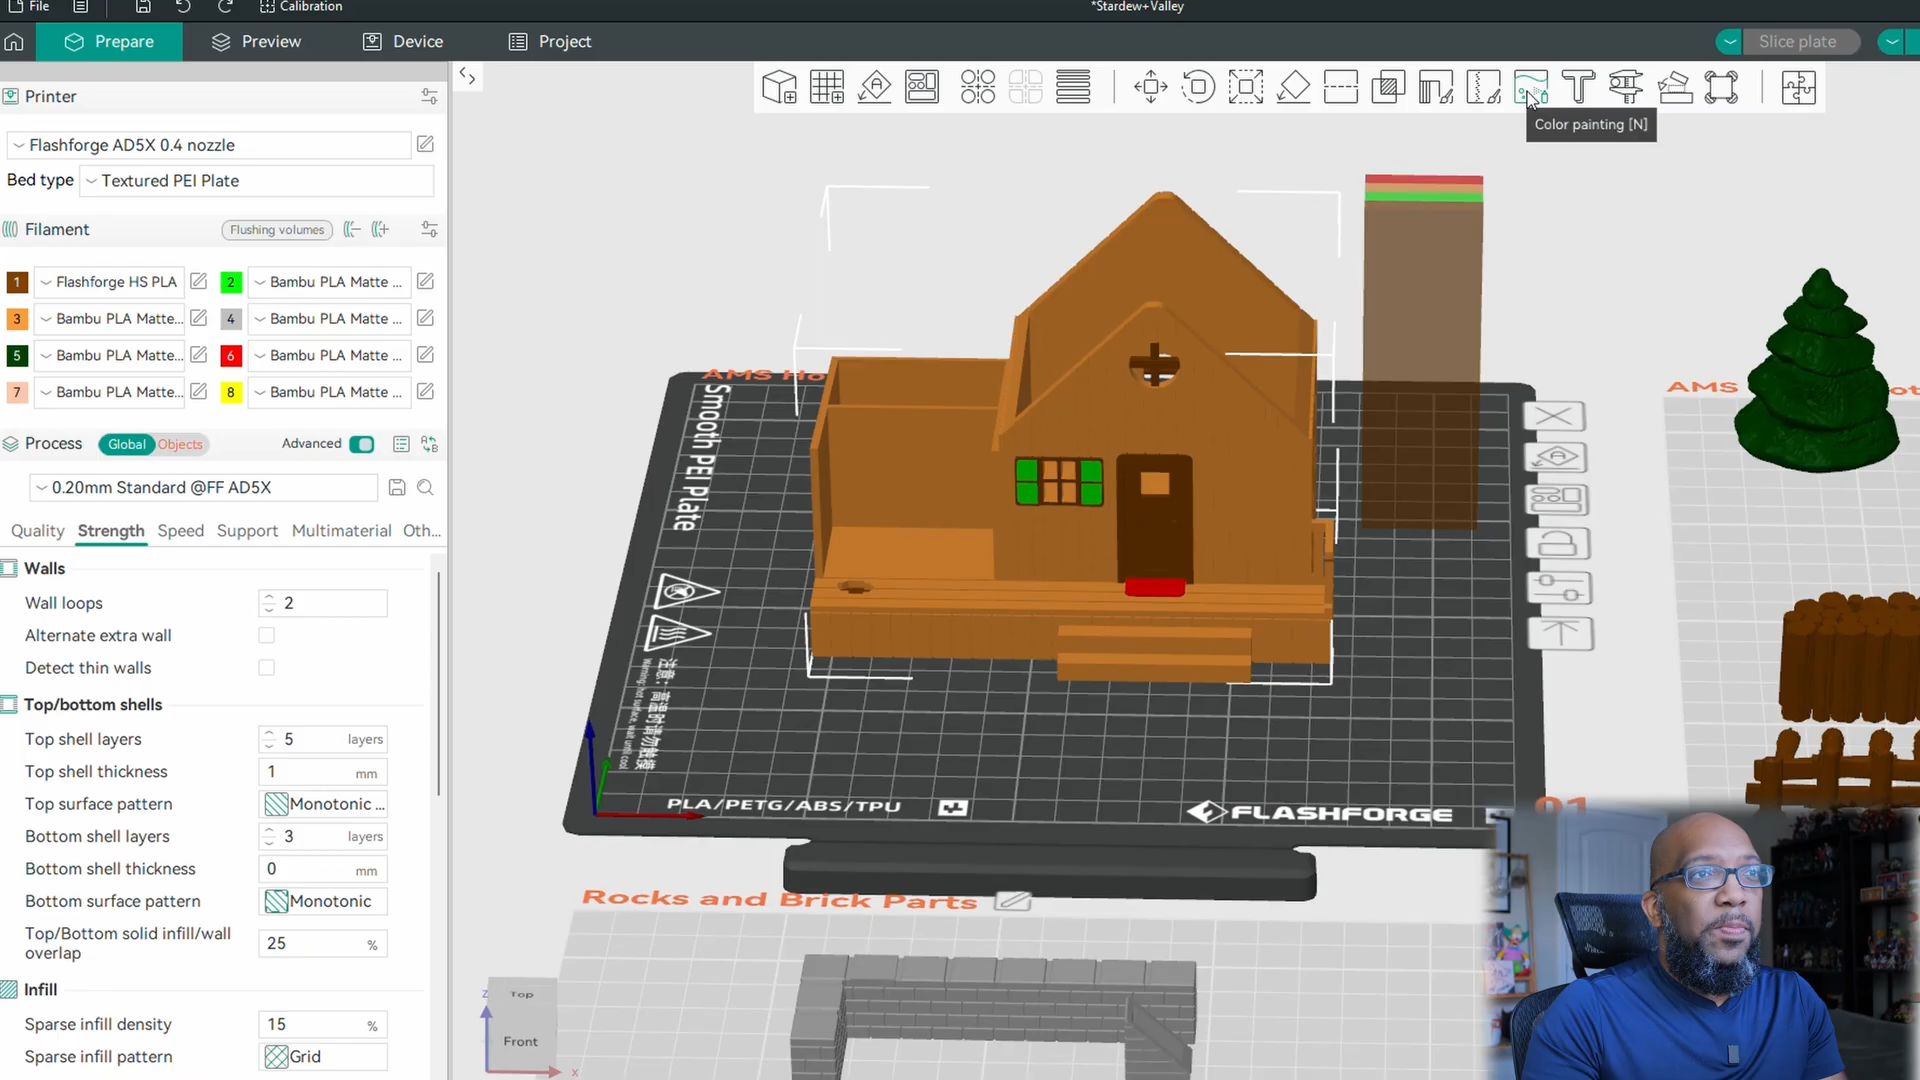 File
Calibration
*Stardew+Valley
Prepare
Preview
Device
Project
Slice plate
Printer
Flashforge AD5X 0.4 nozzle
Bed type
Textured PEI Plate
Color painting [N]
Filament
Flushing volumes
1 Flashforge HS PLA
2 Bambu PLA Matte ...
3 Bambu PLA Matte...
4 Bambu PLA Matte ...
5 Bambu PLA Matte...
6 Bambu PLA Matte ...
7 Bambu PLA Matte...
8 Bambu PLA Matte ...
Process
Global
Objects
Advanced
0.20mm Standard @FF AD5X
Quality
Strength
Speed
Support
Multimaterial
Oth...
Walls
Wall loops 2
Alternate extra wall
Detect thin walls
Top/bottom shells
Top shell layers 5 layers
Top shell thickness 1 mm
Top surface pattern Monotonic ...
Bottom shell layers 3 layers
Bottom shell thickness 0 mm
Bottom surface pattern Monotonic
Top/Bottom solid infill/wall
overlap 25 %
Infill
Sparse infill density 15 %
Sparse infill pattern Grid
AMS Ho
Smooth PEI Plate
PLA/PETG/ABS/TPU
FLASHFORGE
01
AMS
Rocks and Brick Parts
z
Top
Front
x